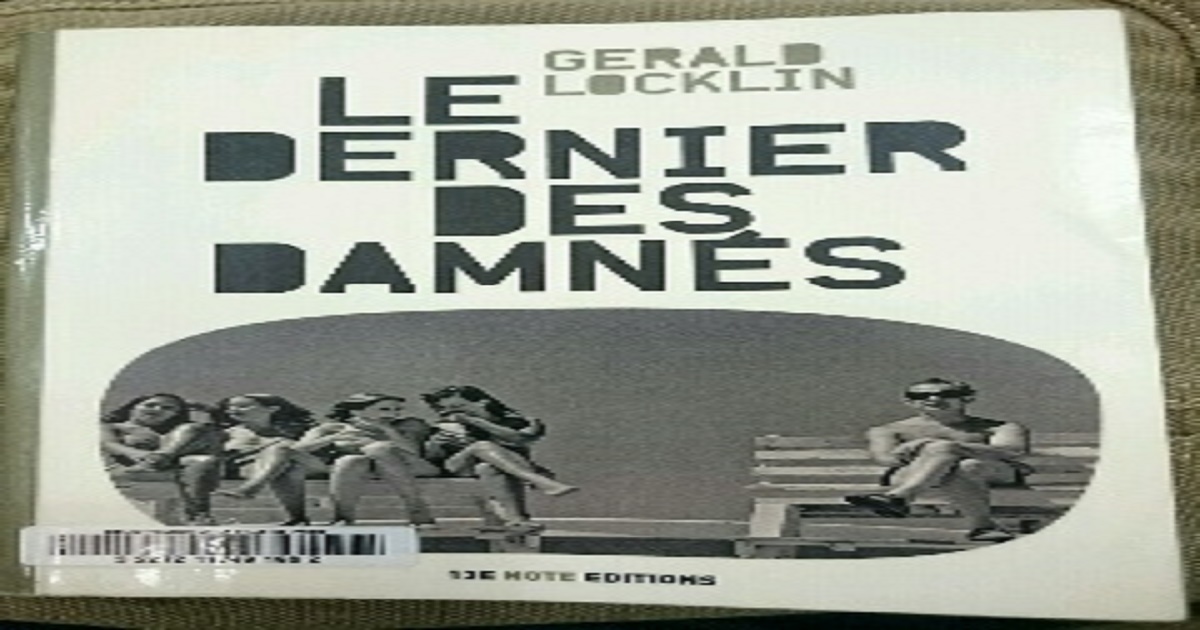 GERALD
LOCKLIN
LE
DERNIER
DES
DAMNÉS
13E NOTE EDITIONS